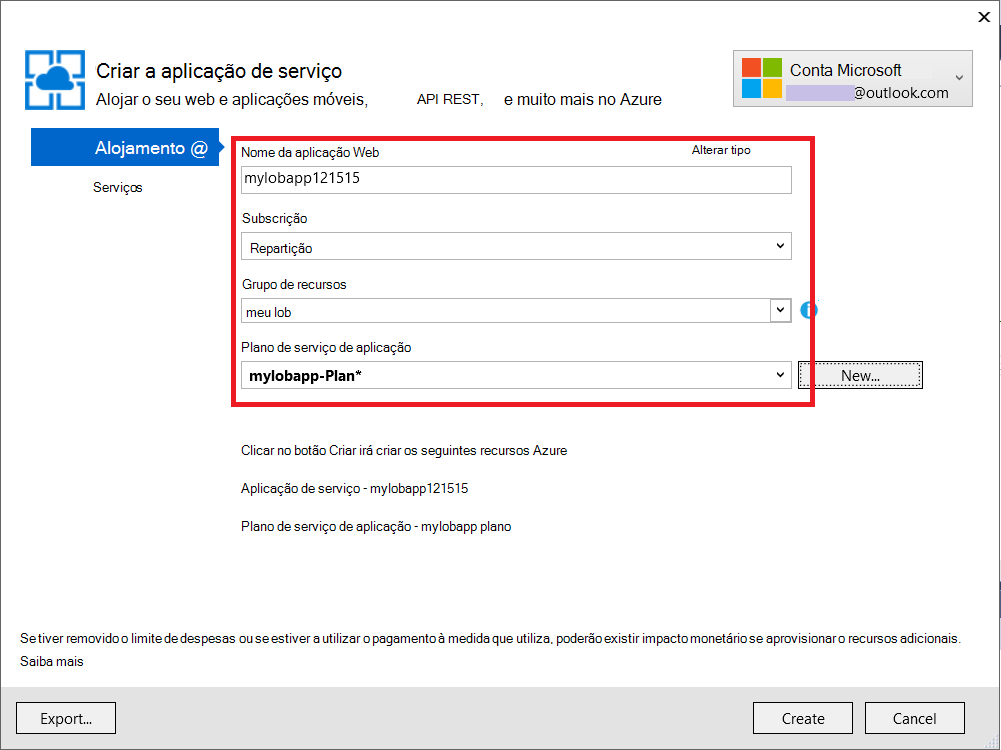 Criar a aplicação de serviço
Alojar o seu web e aplicações móveis, API REST, e muito mais no Azure
Conta Microsoft
@outlook.com
Alojamento @
Serviços
Nome da aplicação Web
Alterar tipo
mylobapp121515
Subscrição
Repartição
Grupo de recursos
meu lob
Plano de serviço de aplicação
mylobapp-Plan*
New...
Clicar no botão Criar irá criar os seguintes recursos Azure
Aplicação de serviço - mylobapp121515
Plano de serviço de aplicação - mylobapp plano
Se tiver removido o limite de despesas ou se estiver a utilizar o pagamento à medida que utiliza, poderão existir impacto monetário se aprovisionar o recursos adicionais.
Saiba mais
Export...
Create
Cancel